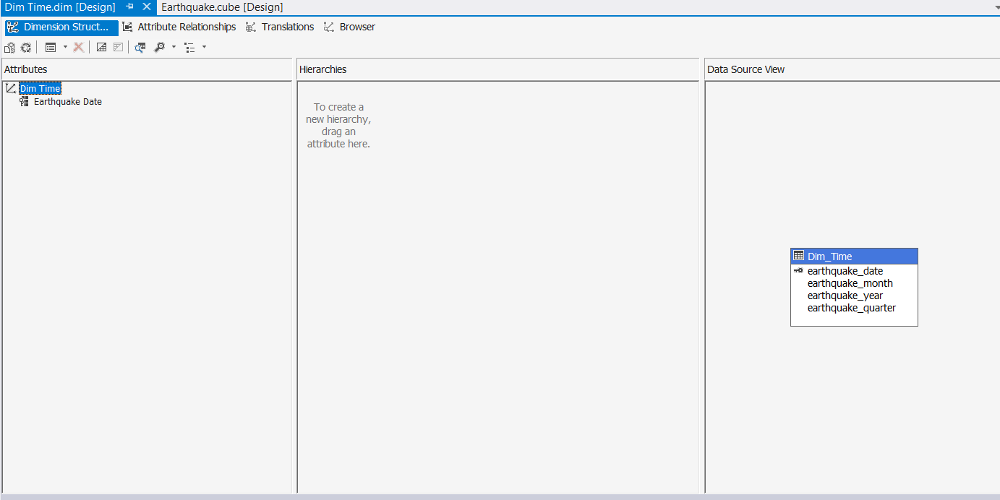 Dim Time.dim [Design] Earthquake.cube [Design]
Dimension Struct... Attribute Relationships Translations Browser
Attributes
Dim Time
Earthquake Date
Hierarchies
To create a
new hierarchy,
drag an
attribute here.
Data Source View
Dim_Time
earthquake_date
earthquake_month
earthquake_year
earthquake_quarter